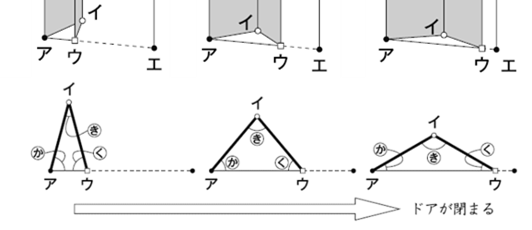 イ イ イ
ア ウ エ ア ウ エ ア ウ エ
イ イ イ
き き き
か く か く か く
ア ウ ア ウ ア ウ
ドアが閉まる